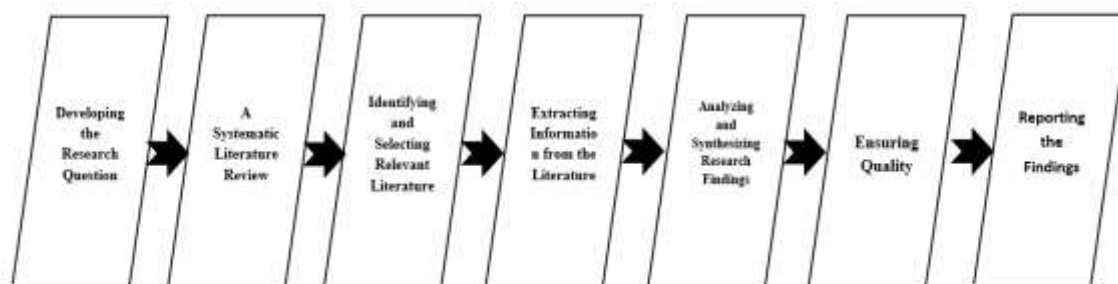 Developing
the
Research
Question
A
Systematic
Literature
Review
Identifying
and
Selecting
Relevant
Literature
Extracting
Informatio
n from the
Literature
Analyzing
and
Synthesizing
Research
Findings
Ensuring
Quality
Reporting
the
Findings